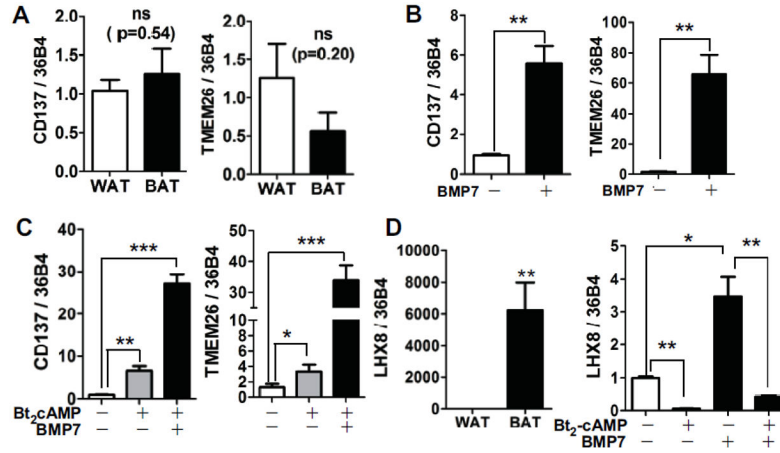 A
CD137 / 36B4
2.0
1.5
1.0
0.5
0.0
ns
( p=0.54)
WAT BAT
TMEM26 / 36B4
2.0
1.5
1.0
0.5
0.0
ns
(p=0.20)
WAT BAT
B
CD137 / 36B4
8
6
4
2
0
**
BMP7 − +
TMEM26 / 36B4
100
80
60
40
20
0
**
BMP7 − +
C
CD137 / 36B4
40
30
20
10
0
***
**
Bt₂cAMP − + +
BMP7 − − +
TMEM26 / 36B4
50
40
30
20
10
8
6
4
2
0
***
*
− + +
− − +
D
LHX8 / 36B4
10000
8000
6000
4000
2000
0
**
WAT BAT
LHX8 / 36B4
5
4
3
2
1
0
*
**
**
Bt₂-cAMP − + − +
BMP7 − − + +